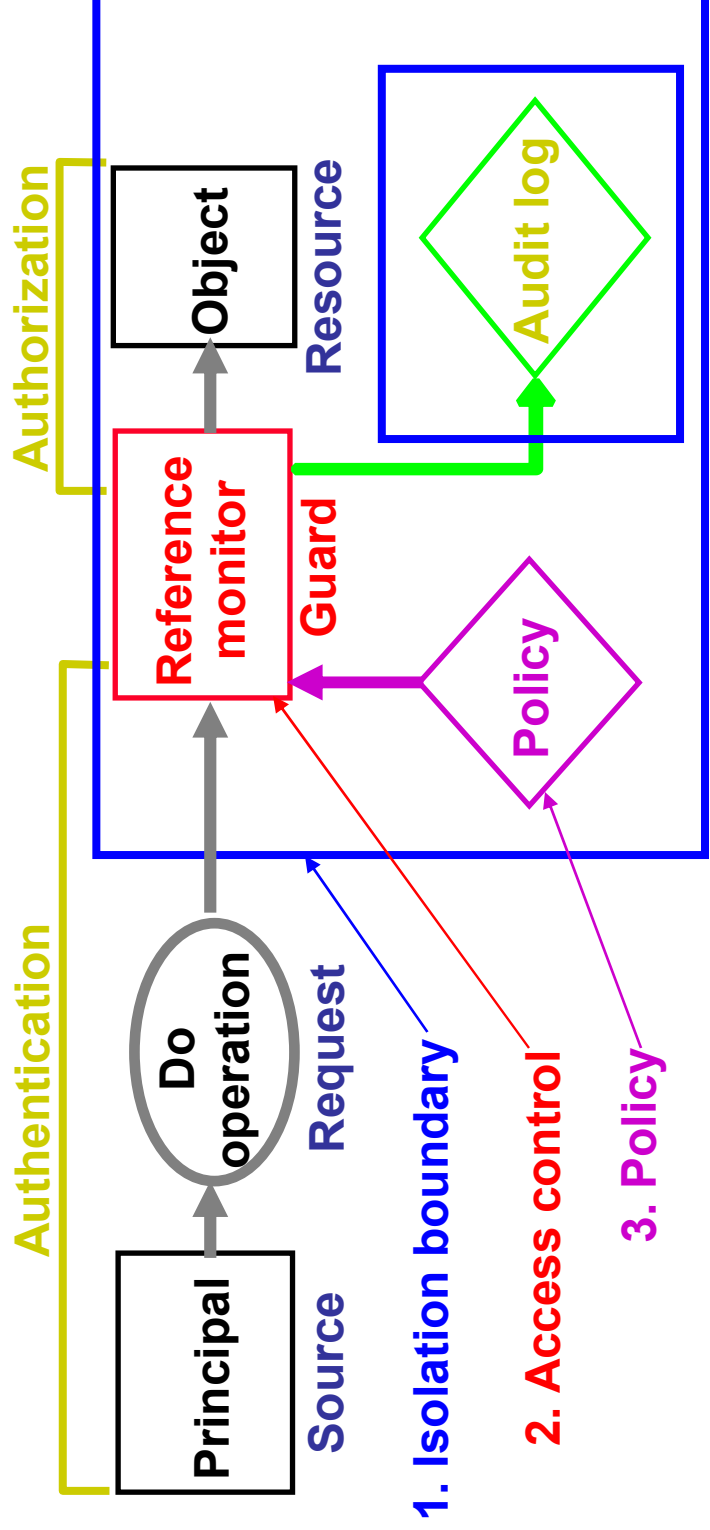 Authentication
Authorization
Principal
Do
operation
Reference
monitor
Object
Source
Request
Guard
Resource
1. Isolation boundary
2. Access control
3. Policy
Policy
Audit log